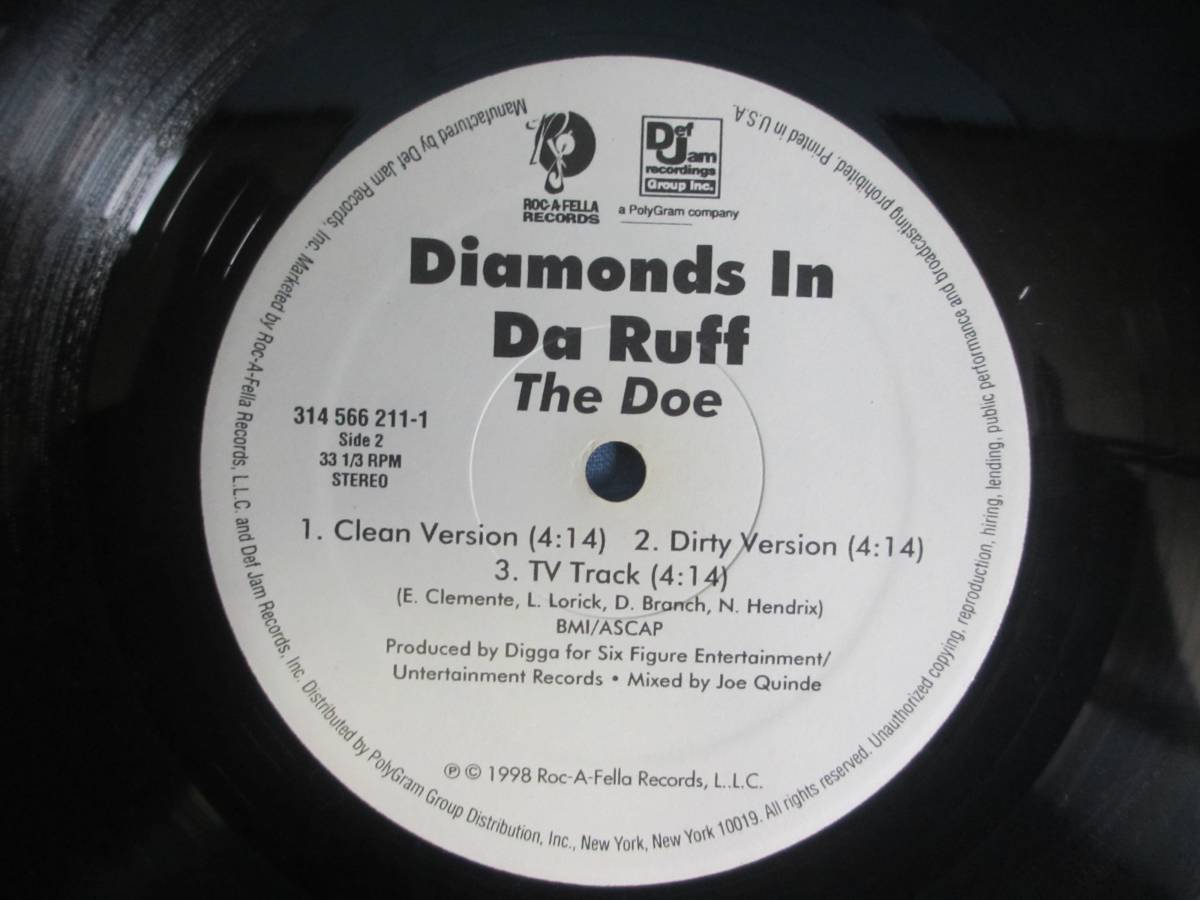 ROC-A-FELLA
RECORDS
Def
Jam
recordings
Group Inc.
a PolyGram company
Diamonds In
Da Ruff
The Doe
314 566 211-1
Side 2
33 1/3 RPM
STEREO
1. Clean Version (4:14) 2. Dirty Version (4:14)
3. TV Track (4:14)
(E. Clemente, L. Lorick, D. Branch, N. Hendrix)
BMI/ASCAP
Produced by Digga for Six Figure Entertainment/
Untertainment Records • Mixed by Joe Quinde
℗ © 1998 Roc-A-Fella Records, L..L.C.
Manufactured by Def Jam Records, Inc. Marketed by Roc-A-Fella Records, L.L.C. and Def Jam Records, Inc. Distributed by PolyGram Group Distribution, Inc., New York, New York 10019. All rights reserved. Unauthorized copying, reproduction, hiring, lending, public performance and broadcasting prohibited. Printed in U.S.A.